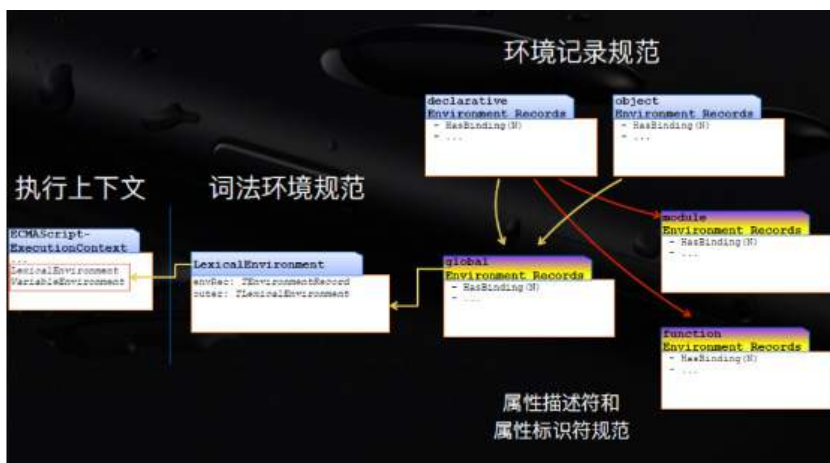 环境记录规范
declarative
Environment Records
- HasBinding(N)
- ...
object
Environment Records
- HasBinding(N)
- ...
执行上下文
词法环境规范
ECMAScript-
ExecutionContext
...
LexicalEnvironment
VariableEnvironment
LexicalEnvironment
envRec: TEnvironmentRecord
outer: TLexicalEnvironment
global
Environment Records
- HasBinding(N)
- ...
module
Environment Records
- HasBinding(N)
- ...
function
Environment Records
- HasBinding(N)
- ...
属性描述符和
属性标识符规范